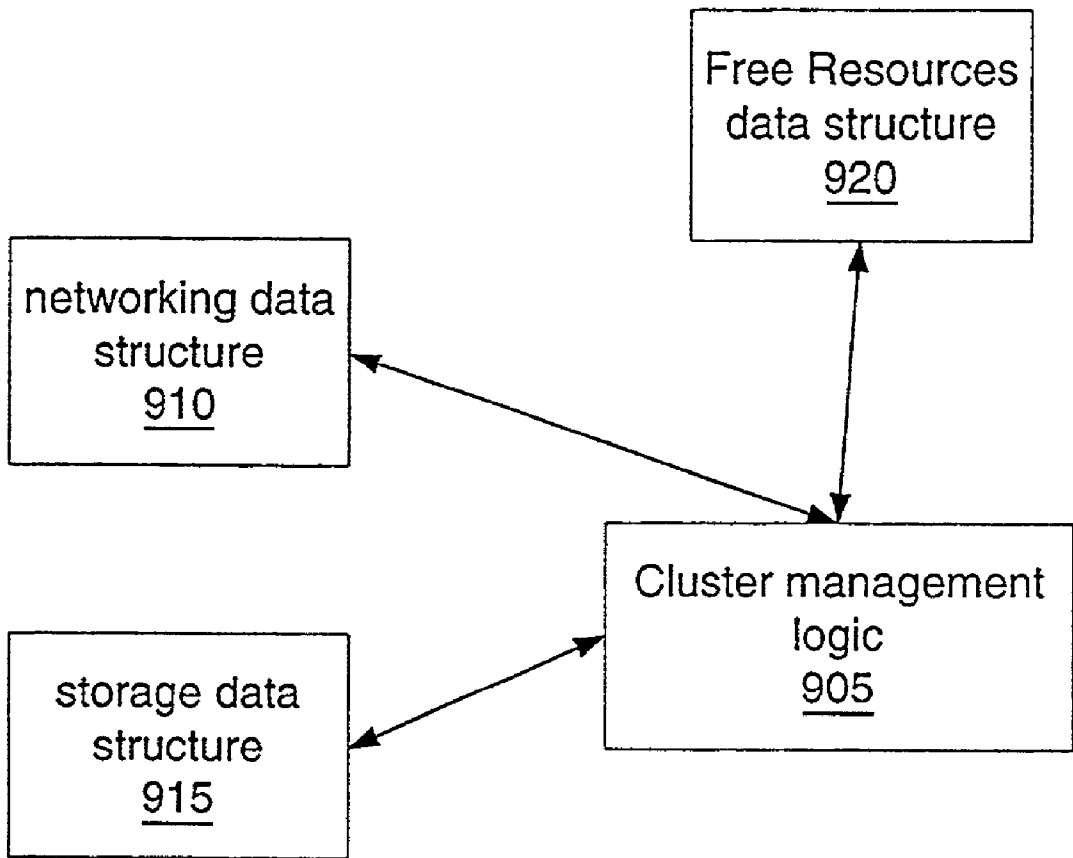 Free Resources
data structure
920
networking data
structure
910
Cluster management
logic
905
storage data
structure
915